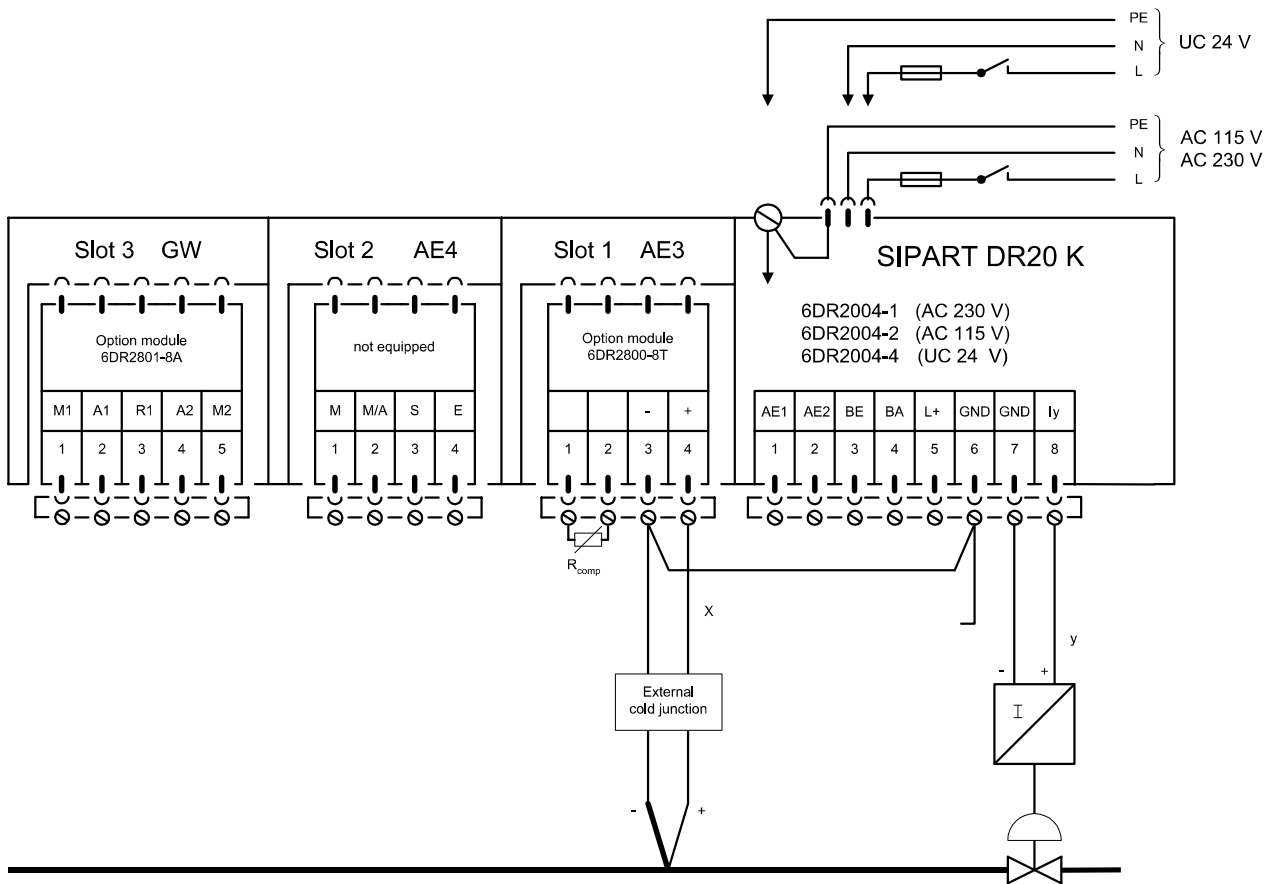 PE
N
L
UC 24 V
PE
N
L
AC 115 V
AC 230 V
Slot 3 GW
Slot 2 AE4
Slot 1 AE3
SIPART DR20 K
6DR2004-1 (AC 230 V)
6DR2004-2 (AC 115 V)
6DR2004-4 (UC 24 V)
Option module
6DR2801-8A
not equipped
Option module
6DR2800-8T
M1 A1 R1 A2 M2
1 2 3 4 5
M M/A S E
1 2 3 4
- +
1 2 3 4
AE1 AE2 BE BA L+ GND GND Iy
1 2 3 4 5 6 7 8
Rcomp
X
y
- +
External
cold junction
I
- +